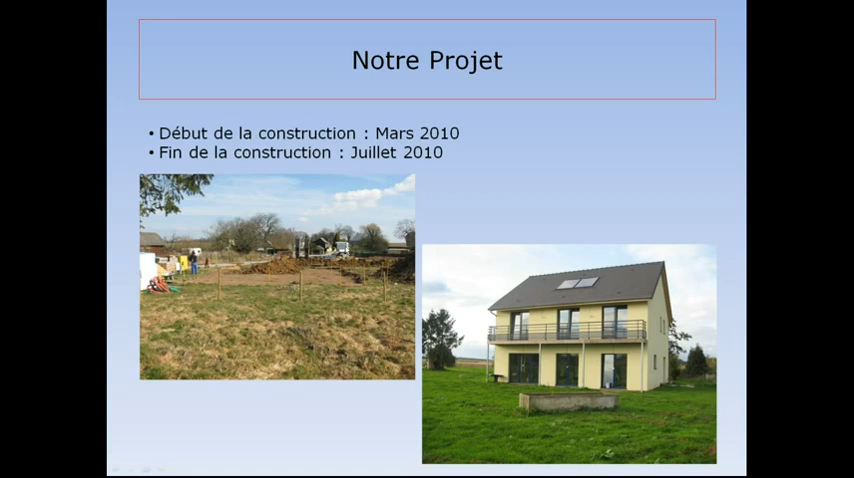 Notre Projet
• Début de la construction : Mars 2010
• Fin de la construction : Juillet 2010